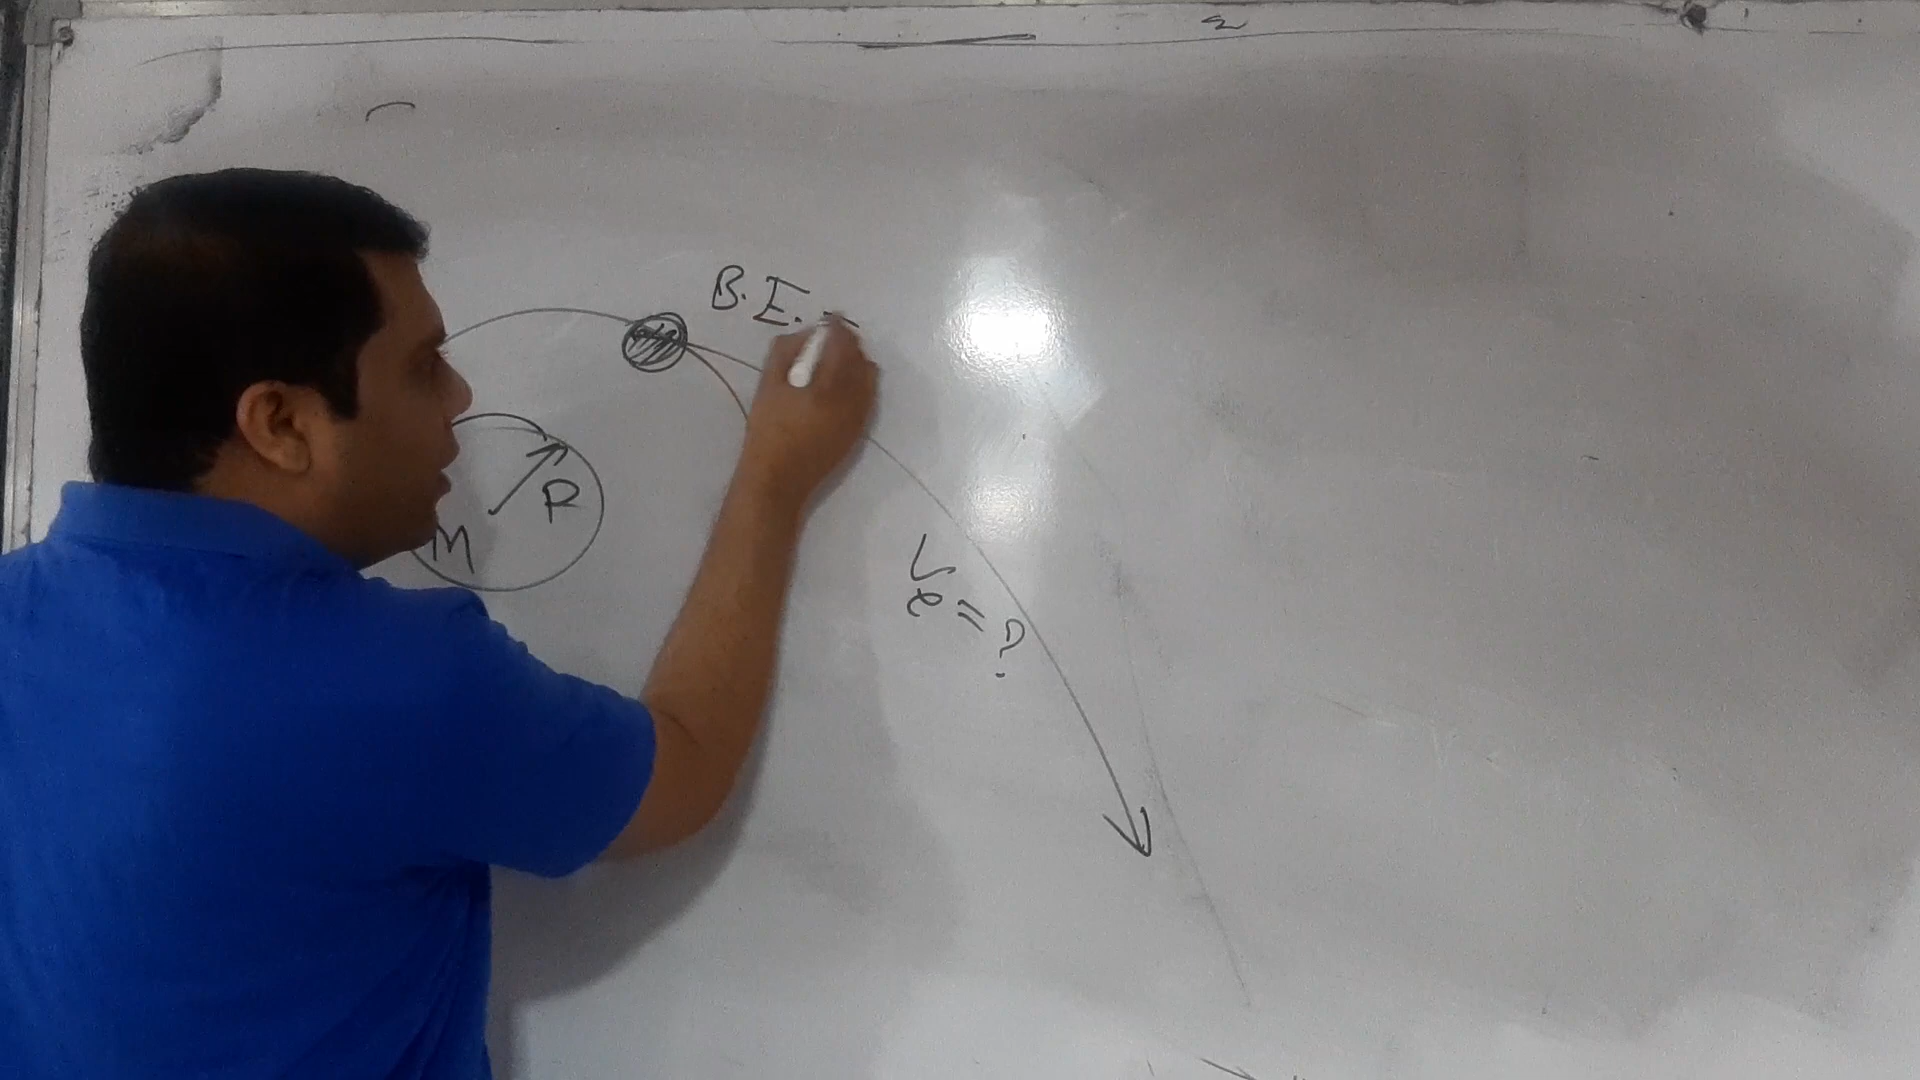 B.E. =
R
M
Ve = ?